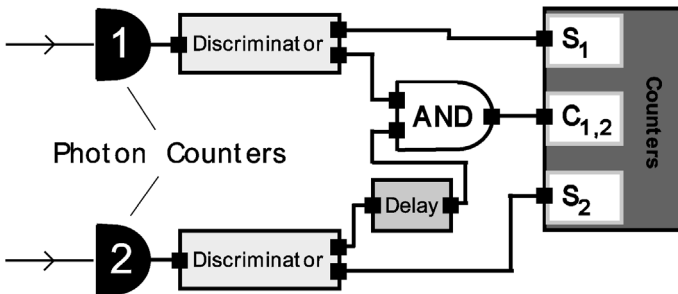 1
Discriminator
S1
AND
C1,2
Counters
Photon Counters
Delay
S2
2
Discriminator